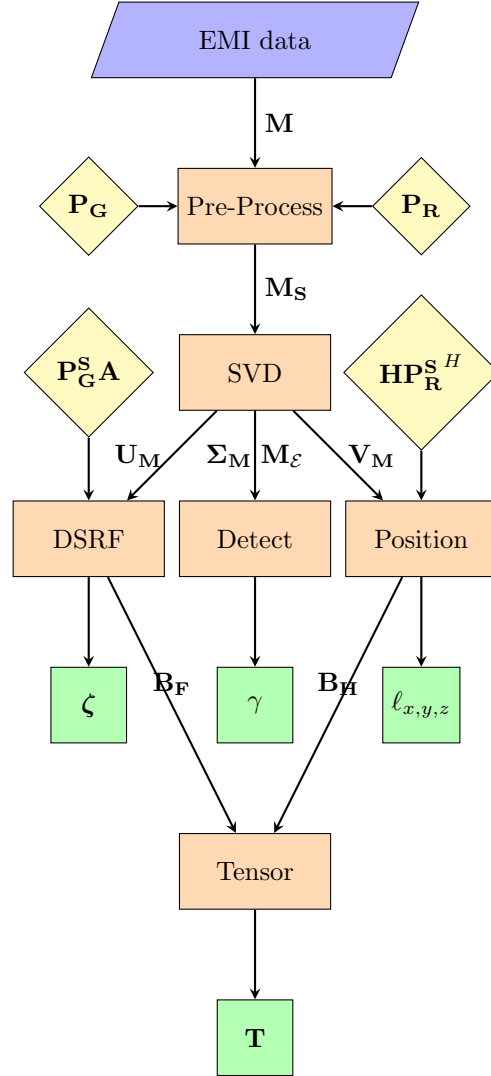 EMI data
M
P_G
Pre-Process
P_R
M_S
P_G^S A
SVD
HP_R^S^H
U_M
Σ_M
M_ℰ
V_M
DSRF
Detect
Position
B_F
B_H
ζ
γ
ℓ_{x,y,z}
Tensor
T